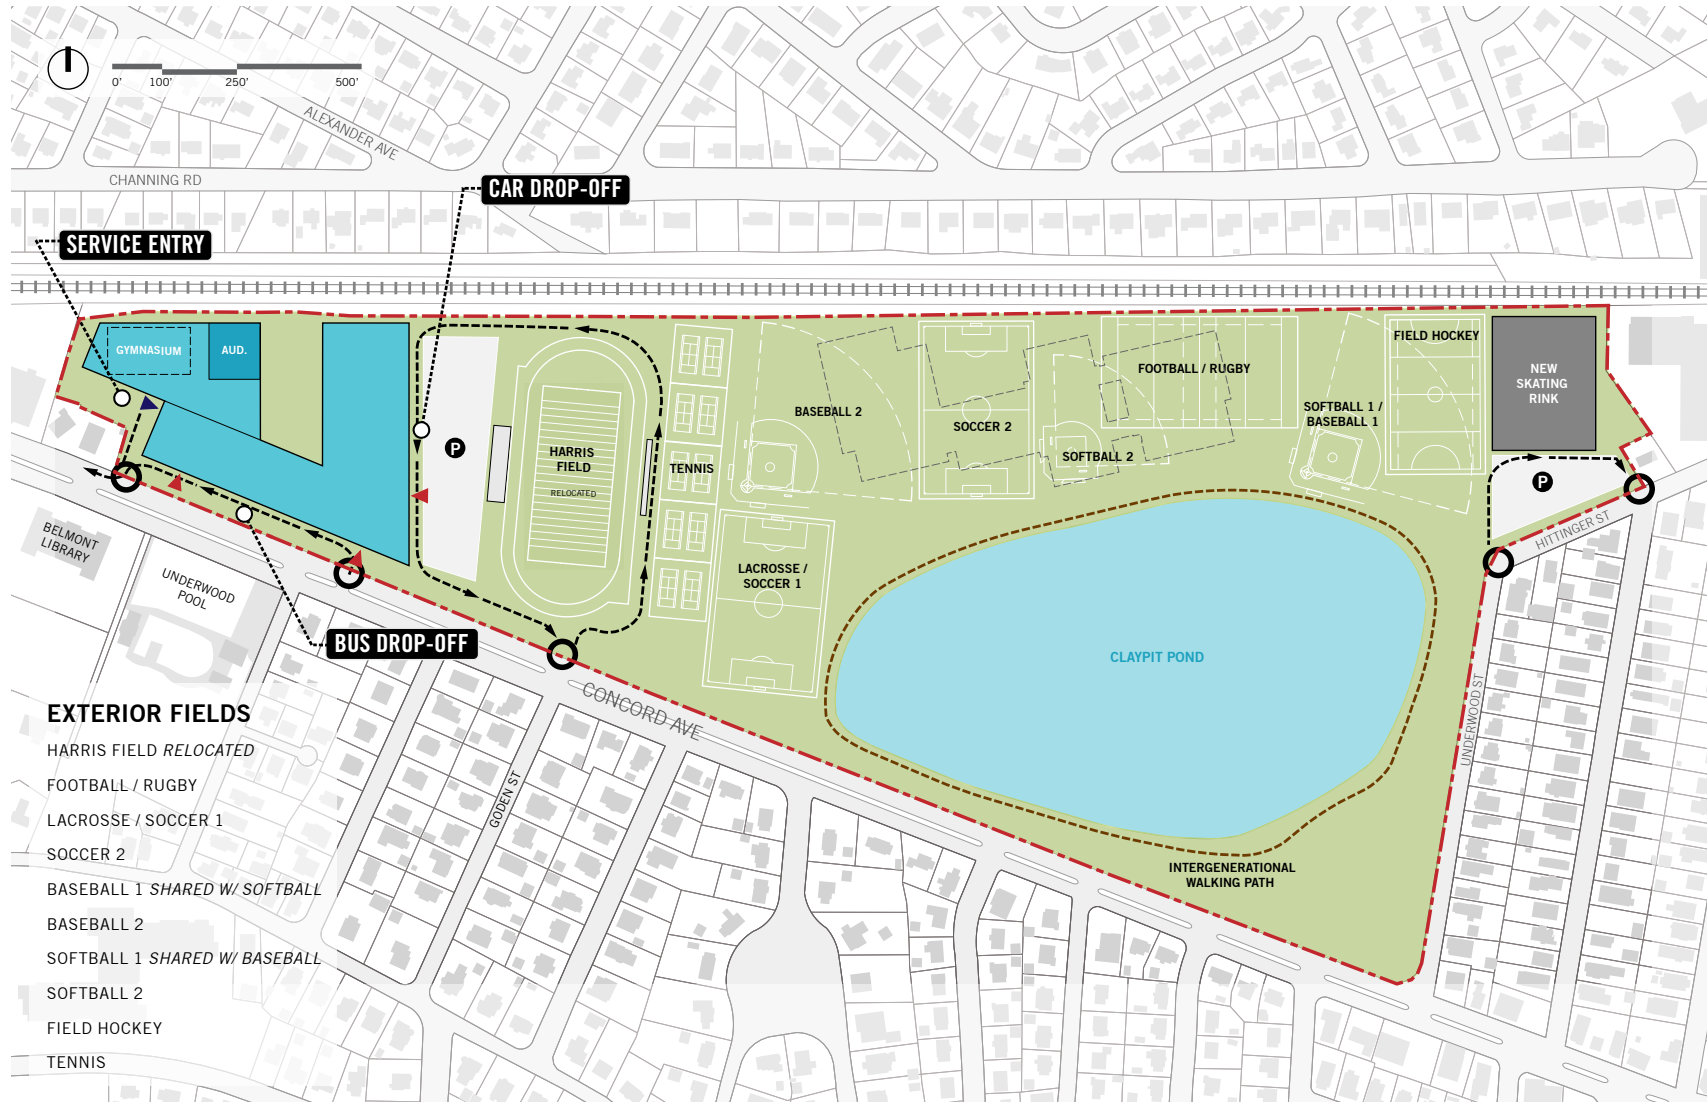 0' 100' 250' 500'
ALEXANDER AVE
CHANNING RD
CAR DROP-OFF
SERVICE ENTRY
GYMNASIUM
AUD.
P
HARRIS
FIELD
RELOCATED
TENNIS
BASEBALL 2
SOCCER 2
FOOTBALL / RUGBY
SOFTBALL 2
SOFTBALL 1 /
BASEBALL 1
FIELD HOCKEY
NEW
SKATING
RINK
P
HITTINGER ST
LACROSSE /
SOCCER 1
CLAYPIT POND
UNDERWOOD ST
INTERGENERATIONAL
WALKING PATH
BELMONT
LIBRARY
UNDERWOOD
POOL
BUS DROP-OFF
CONCORD AVE
GODEN ST
EXTERIOR FIELDS
HARRIS FIELD RELOCATED
FOOTBALL / RUGBY
LACROSSE / SOCCER 1
SOCCER 2
BASEBALL 1 SHARED W/ SOFTBALL
BASEBALL 2
SOFTBALL 1 SHARED W/ BASEBALL
SOFTBALL 2
FIELD HOCKEY
TENNIS